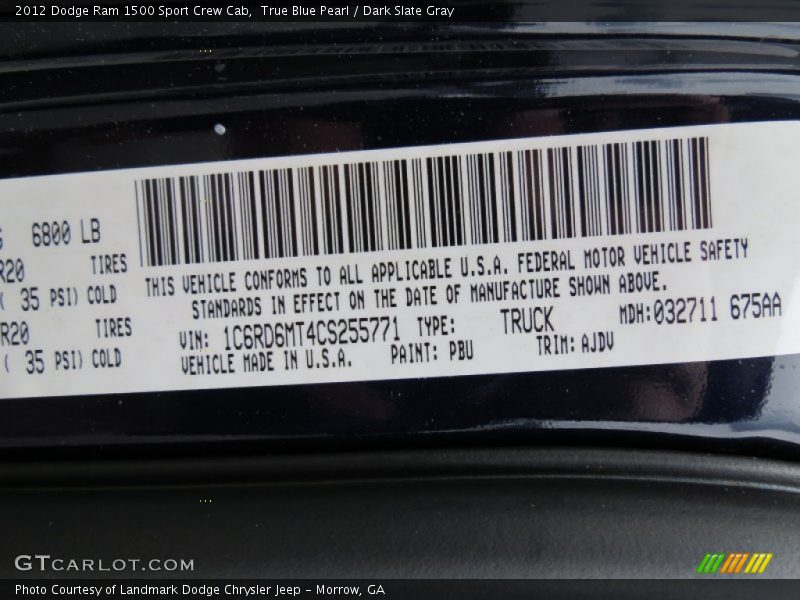 2012 Dodge Ram 1500 Sport Crew Cab, True Blue Pearl / Dark Slate Gray
6800 LB
R20 TIRES
( 35 PSI) COLD
R20 TIRES
( 35 PSI) COLD
THIS VEHICLE CONFORMS TO ALL APPLICABLE U.S.A. FEDERAL MOTOR VEHICLE SAFETY
STANDARDS IN EFFECT ON THE DATE OF MANUFACTURE SHOWN ABOVE.
VIN: 1C6RD6MT4CS255771 TYPE: TRUCK MDH:032711 675AA
VEHICLE MADE IN U.S.A. PAINT: PBU TRIM: AJDV
GTCARLOT.COM
Photo Courtesy of Landmark Dodge Chrysler Jeep - Morrow, GA